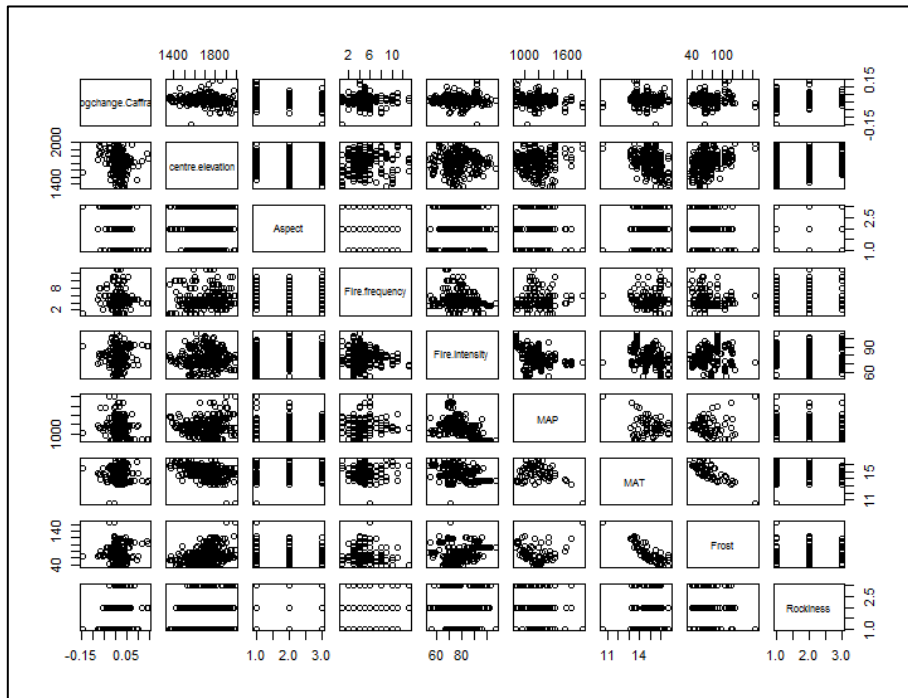 1400 1800
2 6 10
1000 1600
40 100
ogchange.Caffra
-0.15 0.15
1400 2000
centre.elevation
Aspect
1.0 2.5
2 8
Fire.frequency
Fire.Intensity
60 90
1000
MAP
MAT
11 15
40 140
Frost
Rockiness
1.0 2.5
-0.15 0.05
1.0 2.0 3.0
60 80
11 14
1.0 2.0 3.0